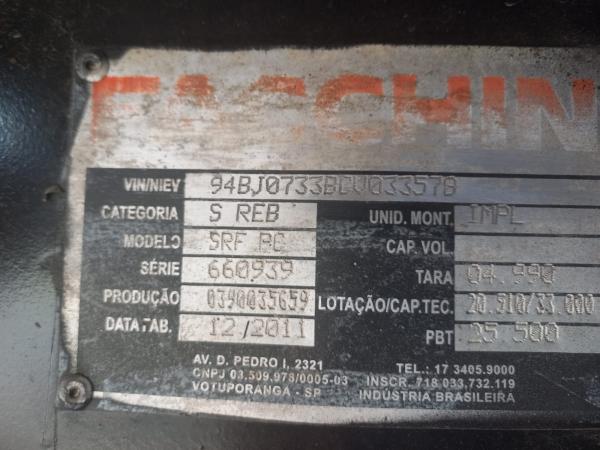 FACCHIN
VIN/NIEV 94BJ0733BCV033578
CATEGORIA S REB UNID. MONT. IMPL
MODELO SRF PC CAP. VOL.
SÉRIE 660939 TARA 04.990
PRODUÇÃO 0390035659 LOTAÇÃO/CAP.TEC. 20.510/33.000
DATA FAB. 12/2011 PBT 25 500
AV. D. PEDRO I, 2321 TEL.: 17 3405.9000
CNPJ 03.509.978/0005-03 INSCR. 718.033.732.119
VOTUPORANGA - SP INDÚSTRIA BRASILEIRA